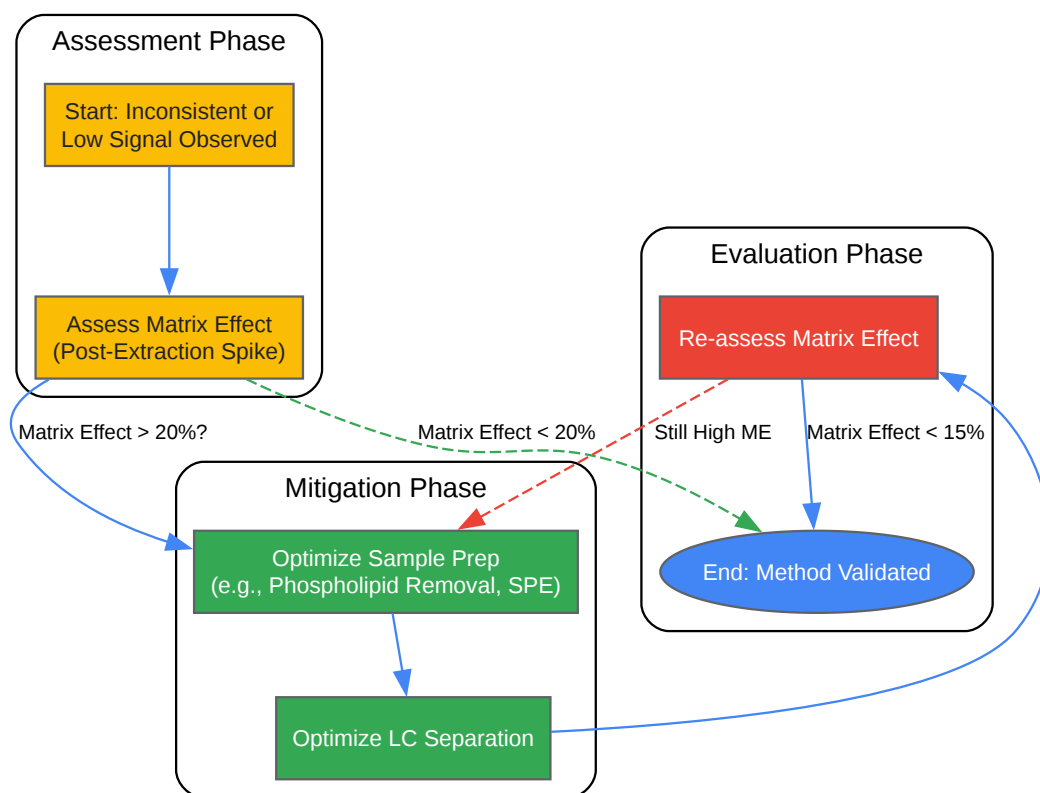 Assessment Phase
Start: Inconsistent or
Low Signal Observed
Assess Matrix Effect
(Post-Extraction Spike)
Evaluation Phase
Re-assess Matrix Effect
Matrix Effect > 20%?
Matrix Effect < 20%
Still High ME
Matrix Effect < 15%
Mitigation Phase
Optimize Sample Prep
(e.g., Phospholipid Removal, SPE)
End: Method Validated
Optimize LC Separation